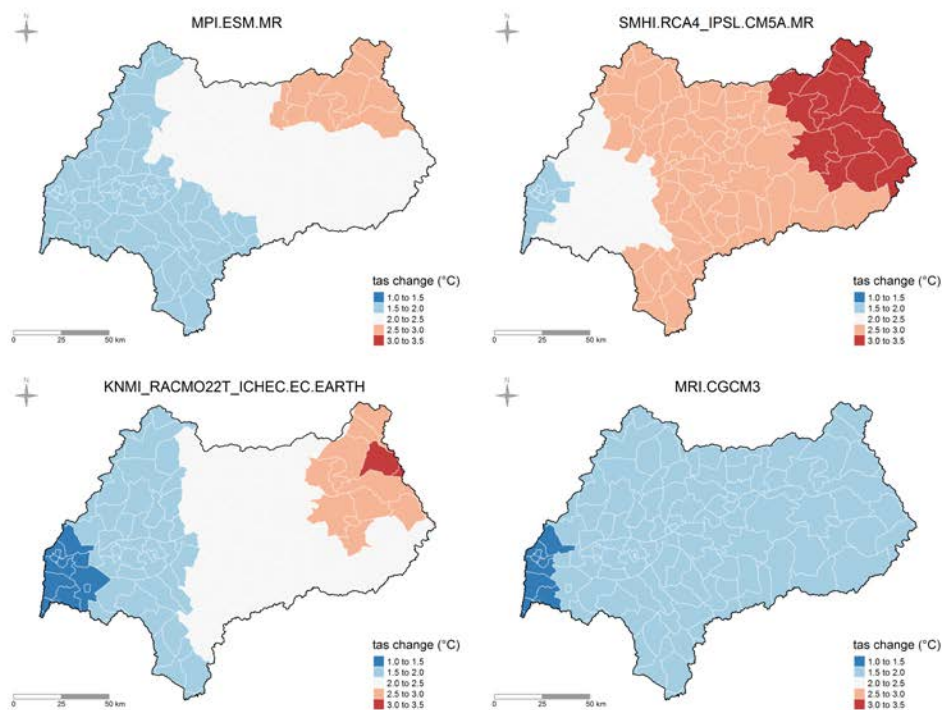 MPI.ESM.MR
N
tas change (°C)
1.0 to 1.5
1.5 to 2.0
2.0 to 2.5
2.5 to 3.0
3.0 to 3.5
0 25 50 km
SMHI.RCA4_IPSL.CM5A.MR
N
tas change (°C)
1.0 to 1.5
1.5 to 2.0
2.0 to 2.5
2.5 to 3.0
3.0 to 3.5
0 25 50 km
KNMI_RACMO22T_ICHEC.EC.EARTH
N
tas change (°C)
1.0 to 1.5
1.5 to 2.0
2.0 to 2.5
2.5 to 3.0
3.0 to 3.5
0 25 50 km
MRI.CGCM3
N
tas change (°C)
1.0 to 1.5
1.5 to 2.0
2.0 to 2.5
2.5 to 3.0
3.0 to 3.5
0 25 50 km